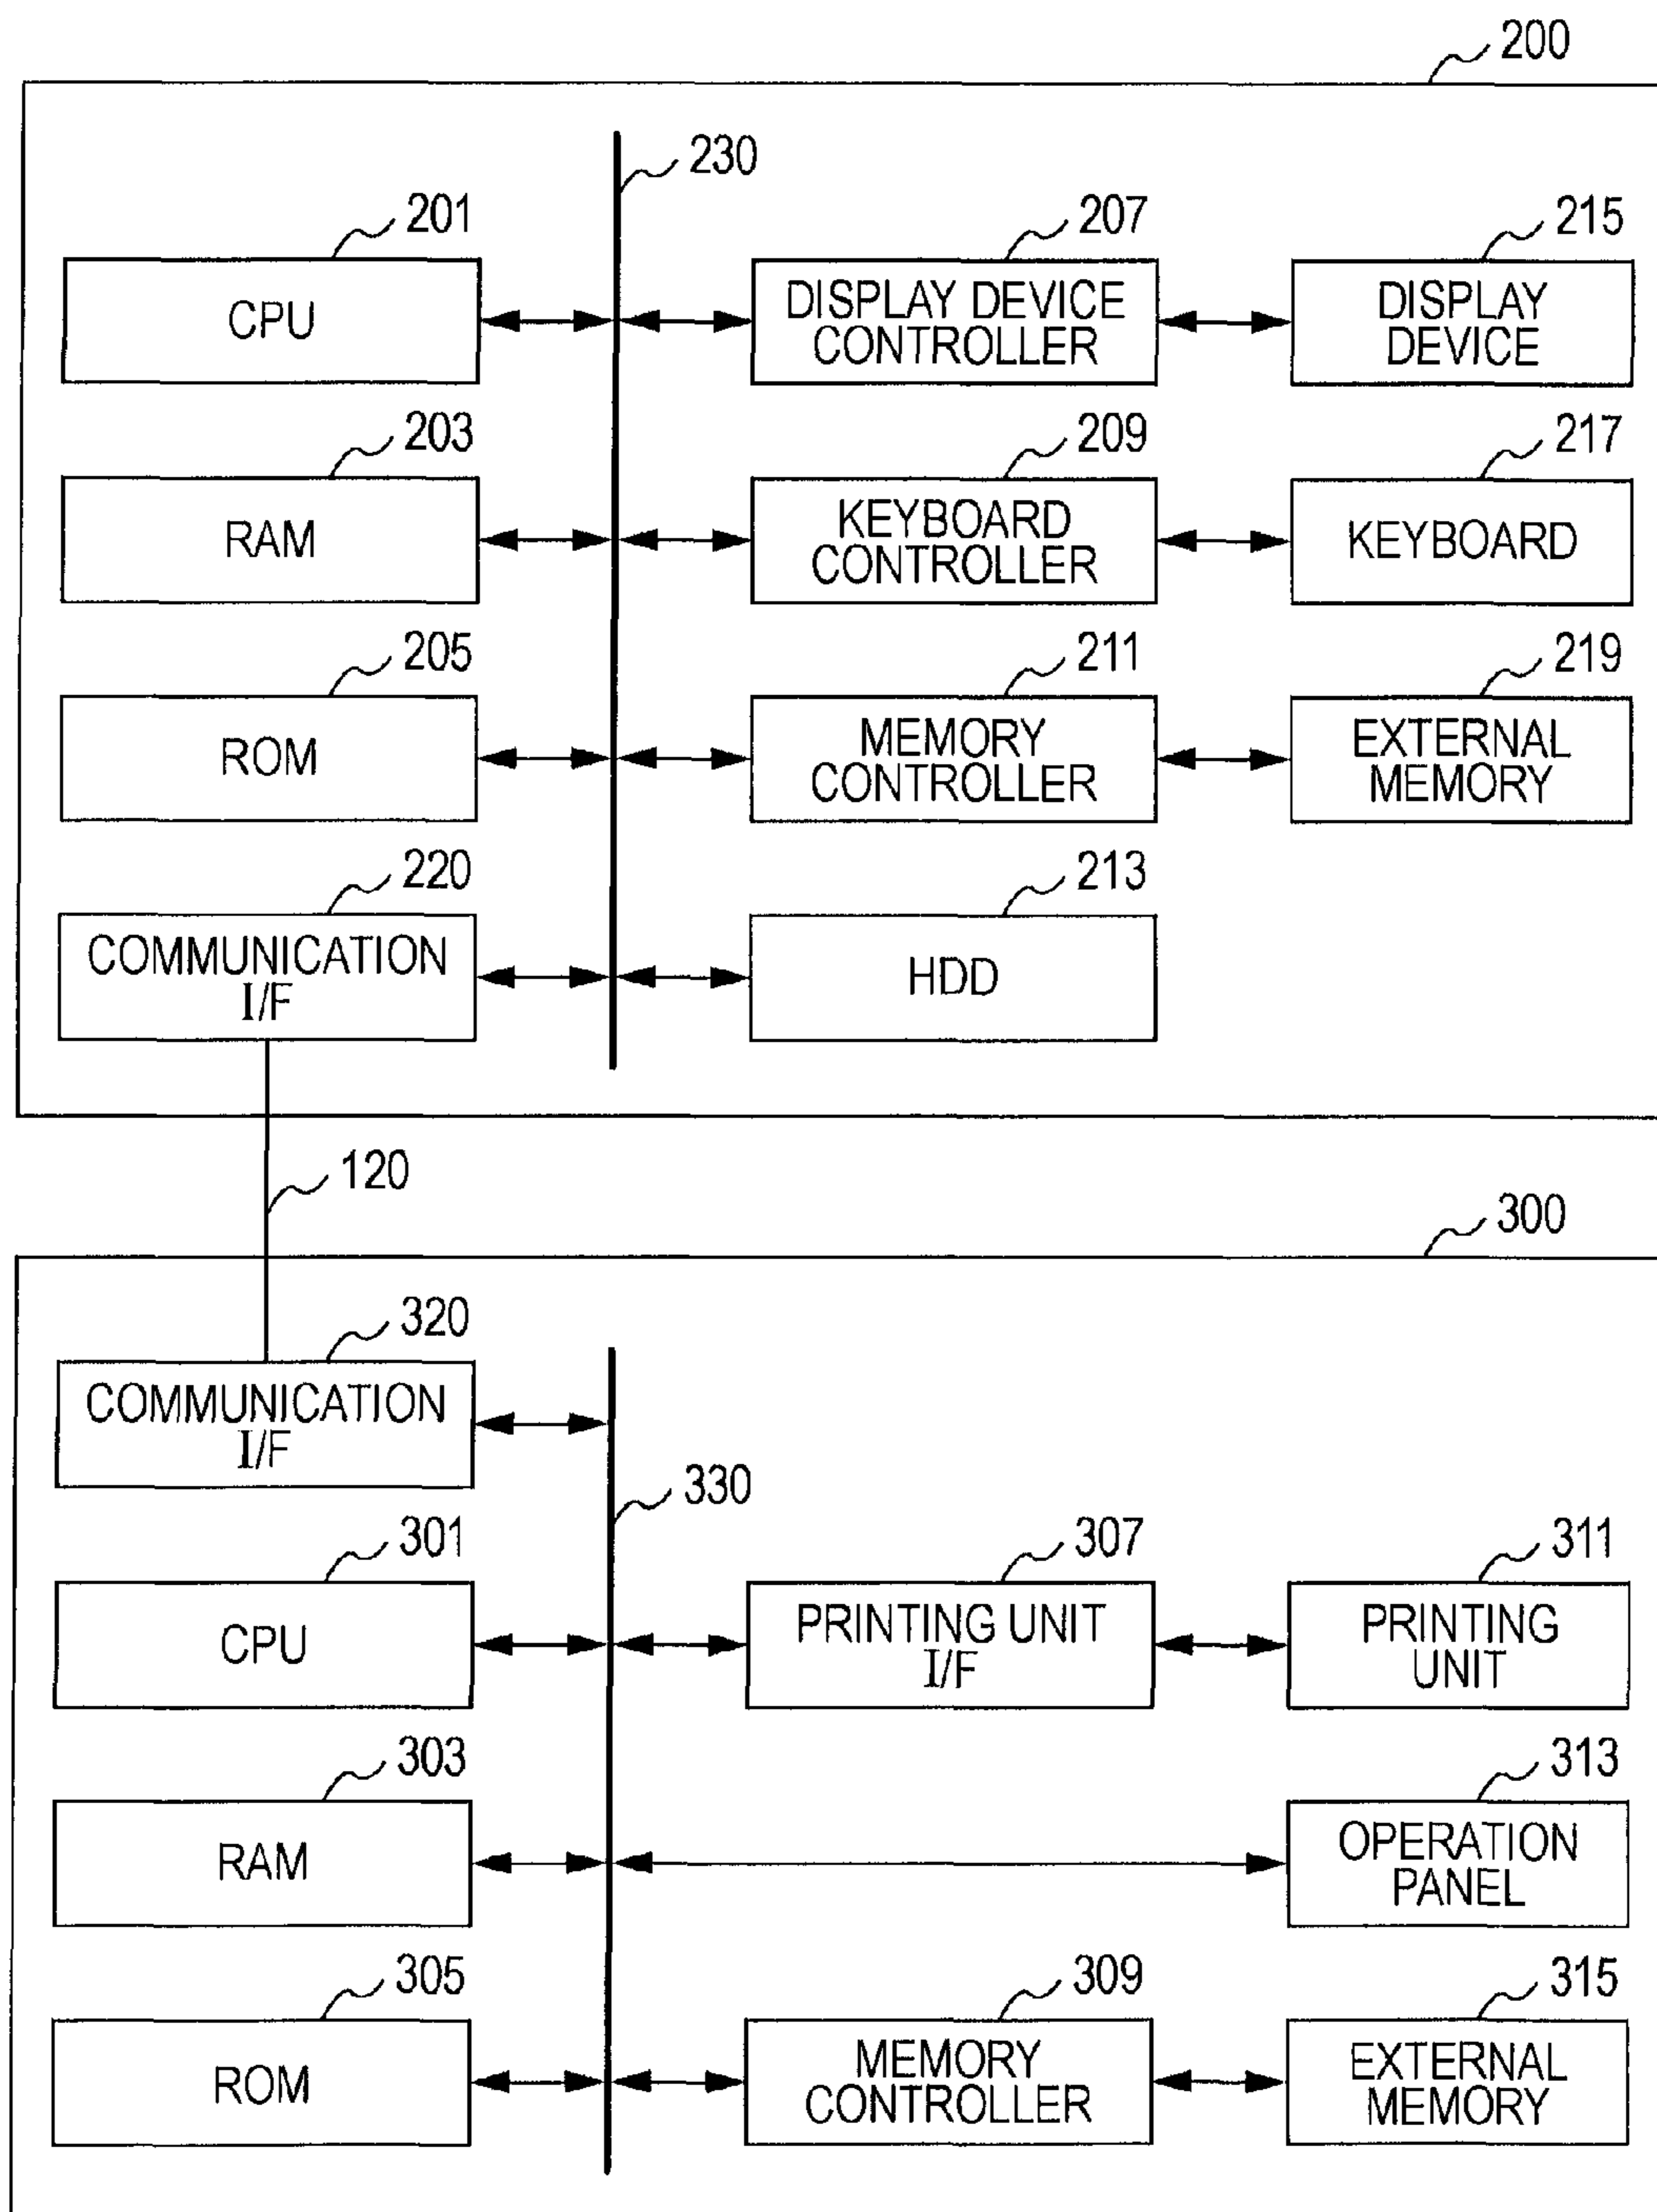 200
230
201
207
215
CPU
DISPLAY DEVICE
CONTROLLER
DISPLAY
DEVICE
203
209
217
RAM
KEYBOARD
CONTROLLER
KEYBOARD
205
211
219
ROM
MEMORY
CONTROLLER
EXTERNAL
MEMORY
220
213
COMMUNICATION
I/F
HDD
120
300
320
COMMUNICATION
I/F
330
301
307
311
CPU
PRINTING UNIT
I/F
PRINTING
UNIT
303
313
RAM
OPERATION
PANEL
305
309
315
ROM
MEMORY
CONTROLLER
EXTERNAL
MEMORY